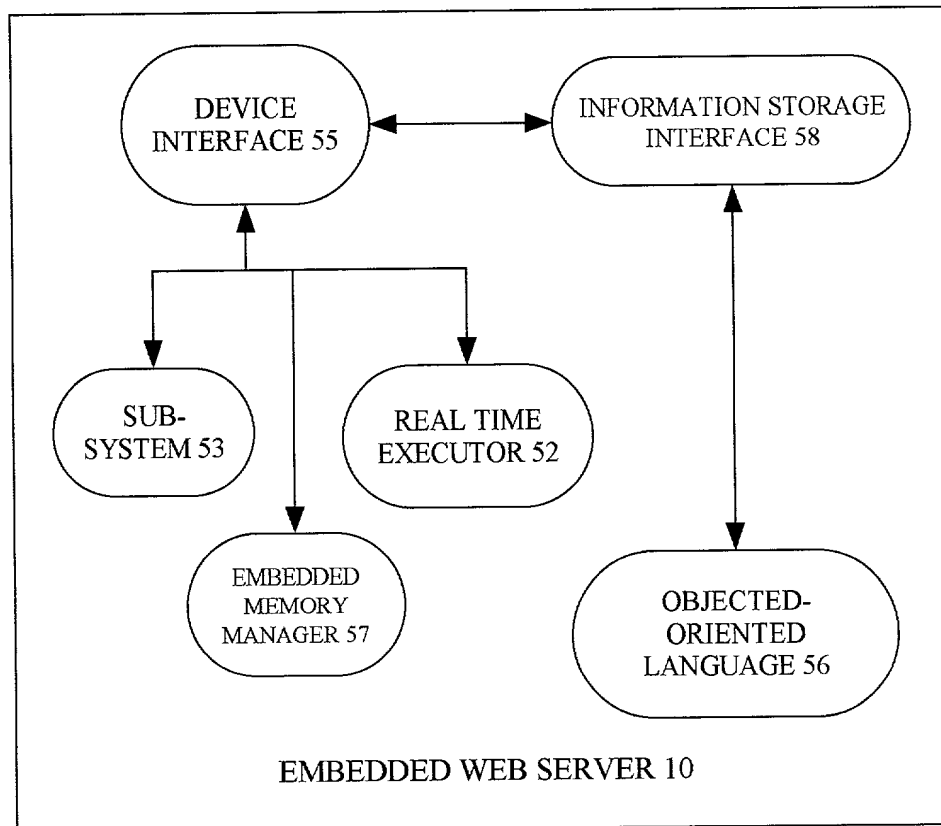 DEVICE
INTERFACE 55
INFORMATION STORAGE
INTERFACE 58
SUB-
SYSTEM 53
REAL TIME
EXECUTOR 52
EMBEDDED
MEMORY
MANAGER 57
OBJECTED-
ORIENTED
LANGUAGE 56
EMBEDDED WEB SERVER 10